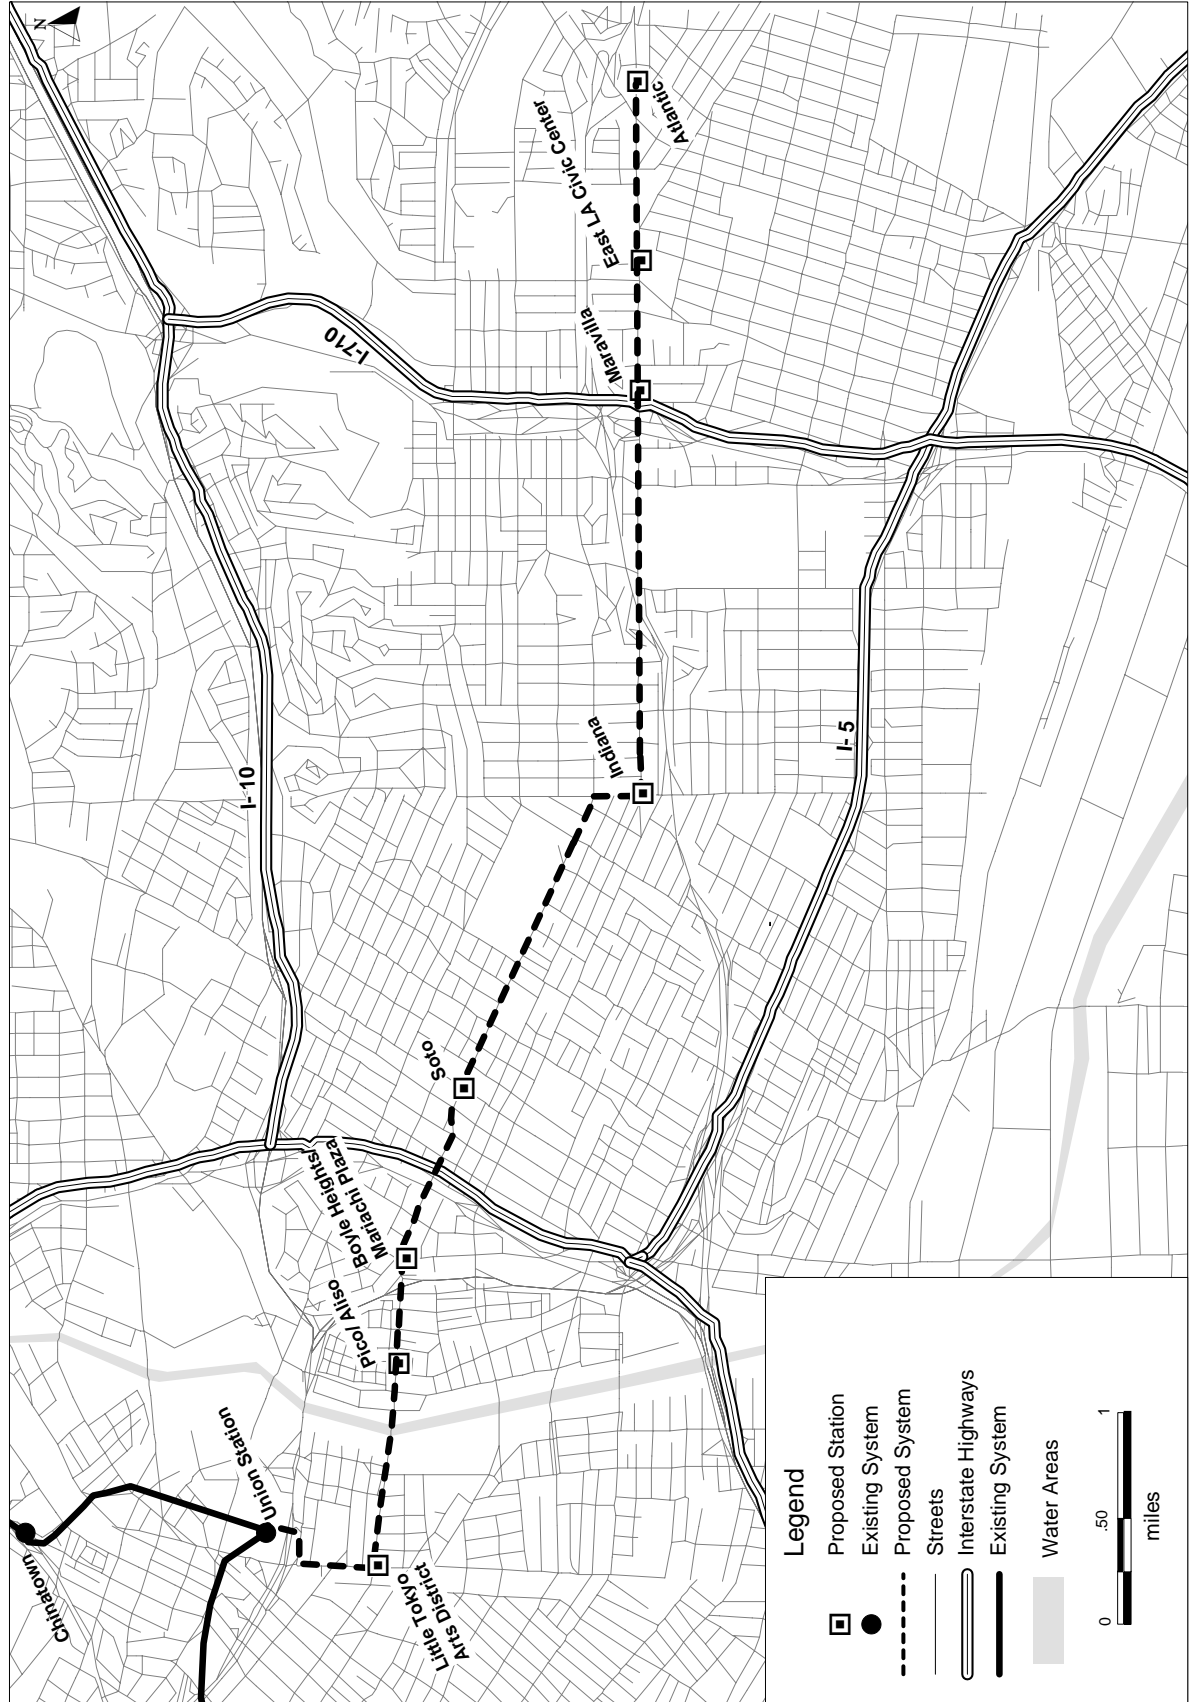 N
Chinatown
Union Station
Little Tokyo
Arts District
Pico/ Aliso
Boyle Heights/
Mariachi Plaza
Soto
Indiana
Maravilla
East LA Civic Center
Atlantic
I-10
I-710
I- 5
Legend
Proposed Station
Existing System
Proposed System
Streets
Interstate Highways
Existing System
Water Areas
0 .50 1
miles